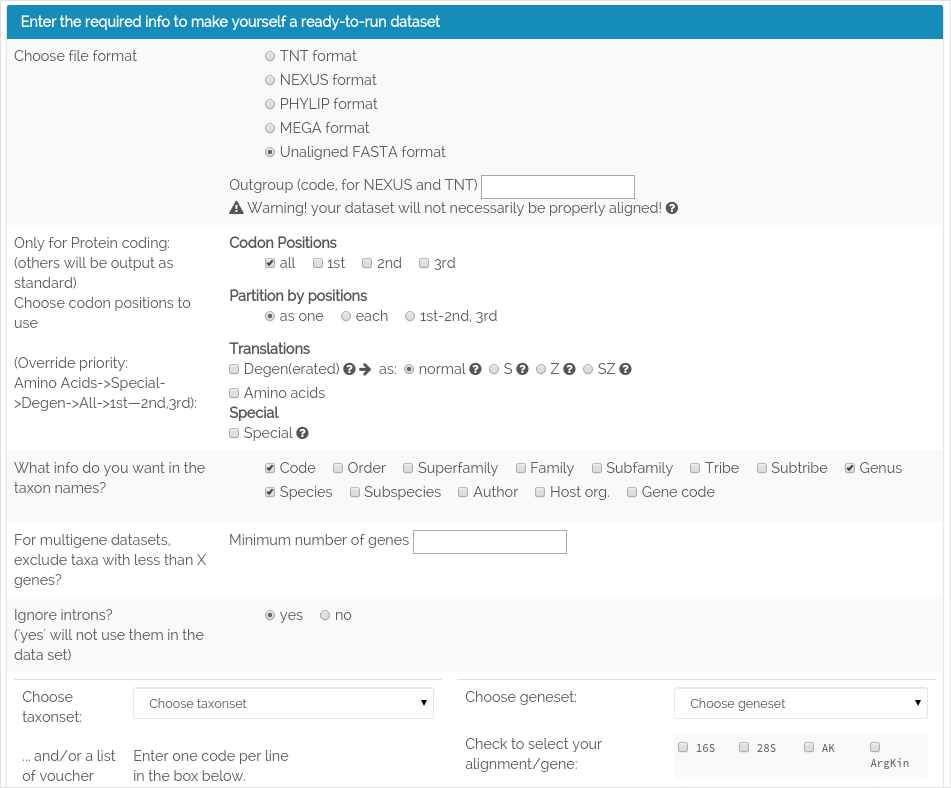 Enter the required info to make yourself a ready-to-run dataset
Choose file format
TNT format
NEXUS format
PHYLIP format
MEGA format
Unaligned FASTA format
Outgroup (code, for NEXUS and TNT)
Warning! your dataset will not necessarily be properly aligned!
Only for Protein coding:
(others will be output as
standard)
Choose codon positions to
use
(Override priority:
Amino Acids->Special-
>Degen->All->1st—2nd,3rd):
Codon Positions
all 1st 2nd 3rd
Partition by positions
as one each 1st-2nd, 3rd
Translations
Degen(erated) as: normal S Z SZ
Amino acids
Special
Special
What info do you want in the
taxon names?
Code Order Superfamily Family Subfamily Tribe Subtribe Genus
Species Subspecies Author Host org. Gene code
For multigene datasets,
exclude taxa with less than X
genes?
Minimum number of genes
Ignore introns?
('yes' will not use them in the
data set)
yes no
Choose
taxonset:
Choose taxonset
... and/or a list
of voucher
Enter one code per line
in the box below.
Choose geneset:
Choose geneset
Check to select your
alignment/gene:
16S 28S AK
ArgKin